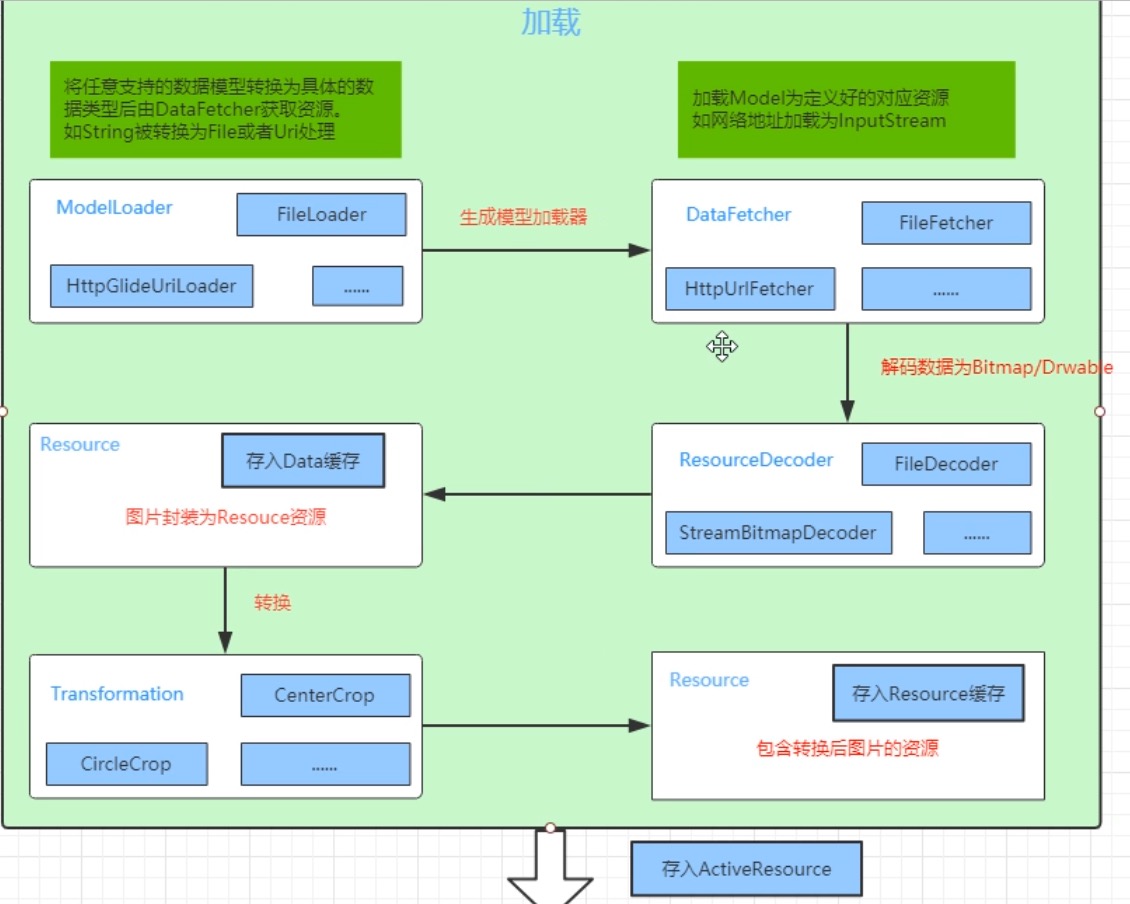 加载
将任意支持的数据模型转换为具体的数
据类型后由DataFetcher获取资源。
如String被转换为File或者Uri处理
加载Model为定义好的对应资源
如网络地址加载为InputStream
ModelLoader
FileLoader
HttpGlideUriLoader
......
生成模型加载器
DataFetcher
FileFetcher
HttpUrlFetcher
......
解码数据为Bitmap/Drwable
Resource
存入Data缓存
图片封装为Resouce资源
ResourceDecoder
FileDecoder
StreamBitmapDecoder
......
转换
Transformation
CenterCrop
CircleCrop
......
Resource
存入Resource缓存
包含转换后图片的资源
存入ActiveResource